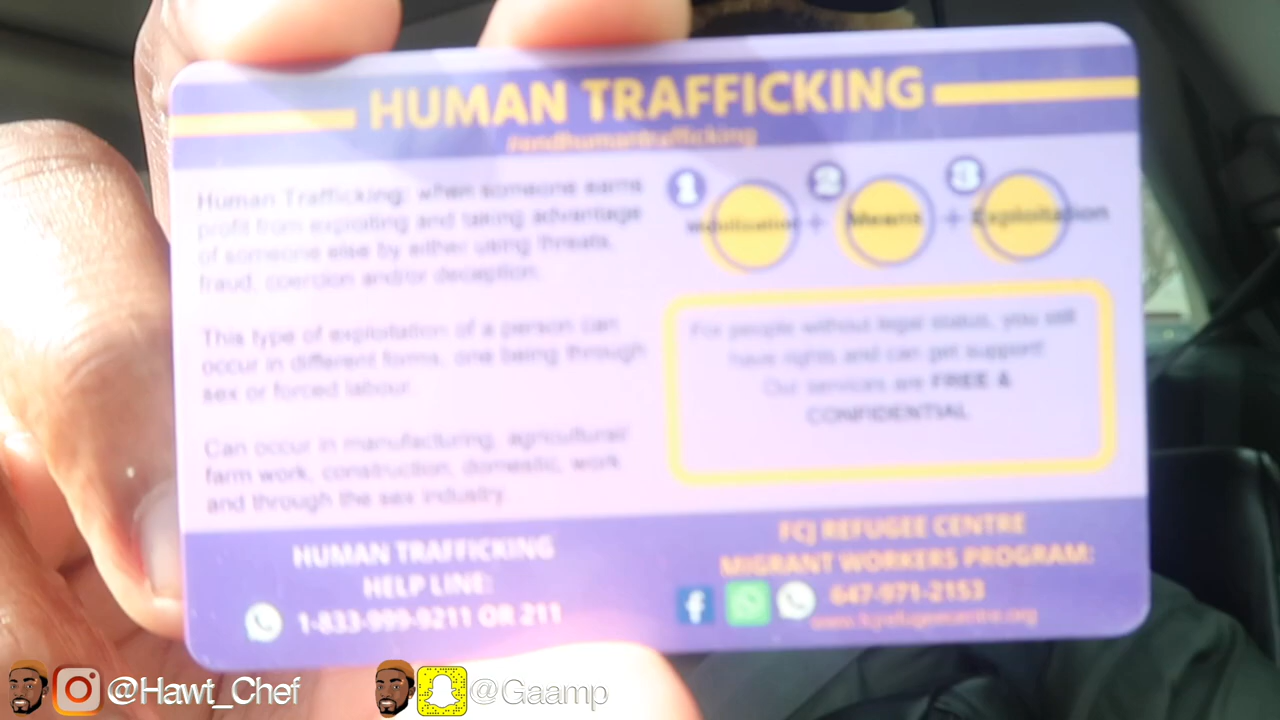 HUMAN TRAFFICKING
#endhumantrafficking
Human Trafficking: when someone earns
profit from exploiting and taking advantage
of someone else by either using threats,
fraud, coercion and/or deception.
This type of exploitation of a person can
occur in different forms, one being through
sex or forced labour.
Can occur in manufacturing, agricultural/
farm work, construction, domestic, work
and through the sex industry.
1 2 3
Mobilization + Means + Exploitation
For people without legal status, you still
have rights and can get support!
Our services are FREE &
CONFIDENTIAL
HUMAN TRAFFICKING
HELP LINE:
1-833-999-9211 OR 211
FCJ REFUGEE CENTRE
MIGRANT WORKERS PROGRAM:
647-971-2153
www.fcjrefugeecentre.org
@Hawt_Chef @Gaamp